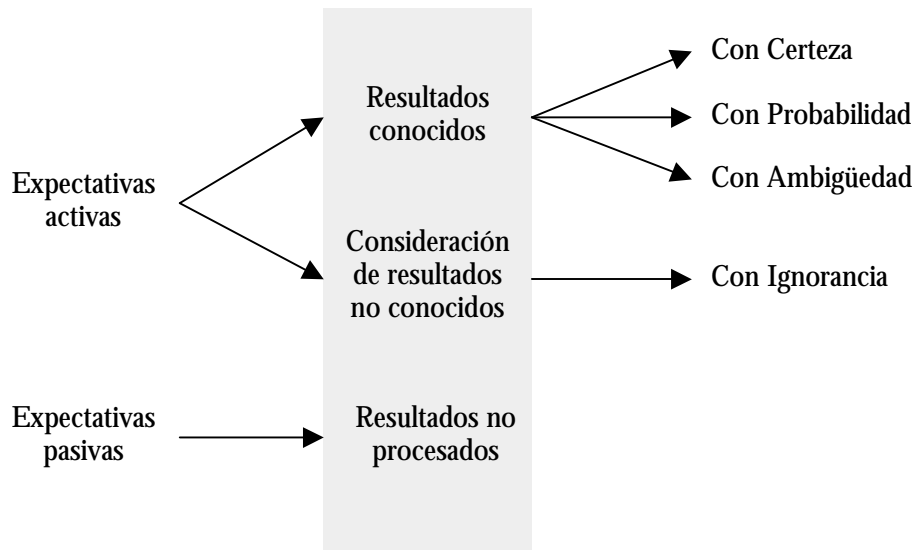 Expectativas
activas
Resultados
conocidos
Con Certeza
Con Probabilidad
Con Ambigüedad
Consideración
de resultados
no conocidos
Con Ignorancia
Expectativas
pasivas
Resultados no
procesados